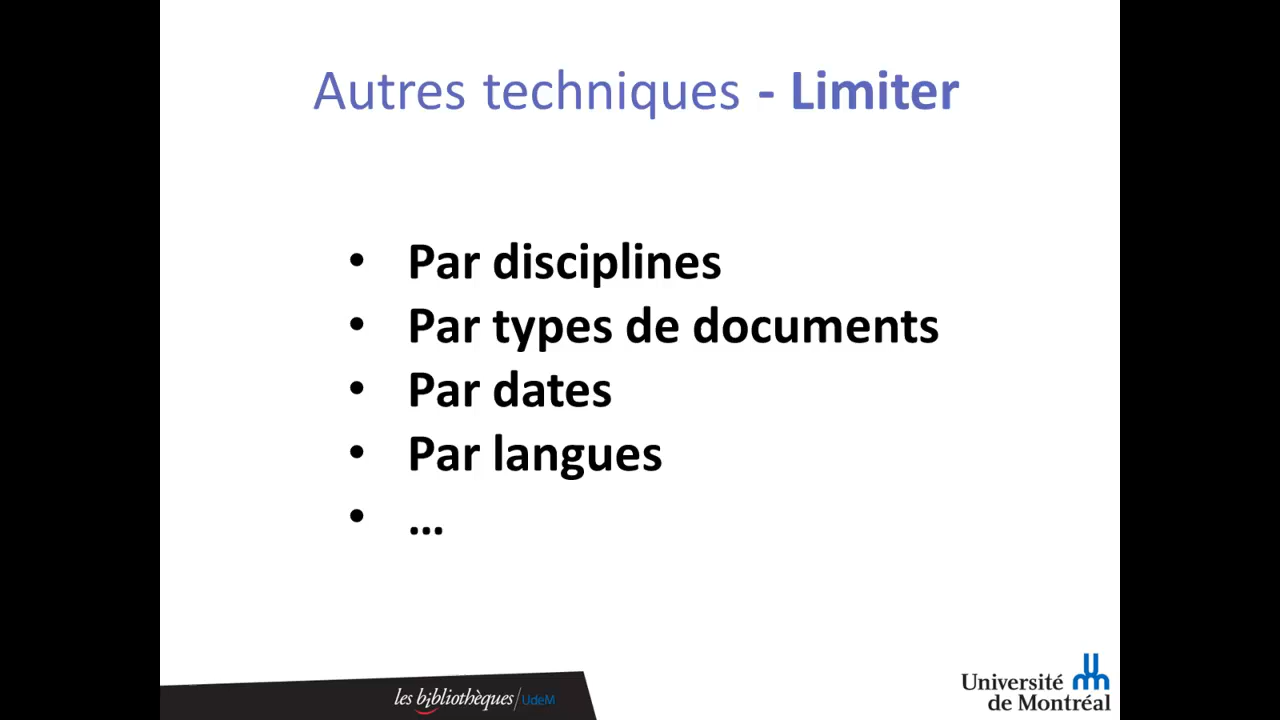 Autres techniques - Limiter
• Par disciplines
• Par types de documents
• Par dates
• Par langues
• …
les bibliothèques/UdeM
Université
de Montréal